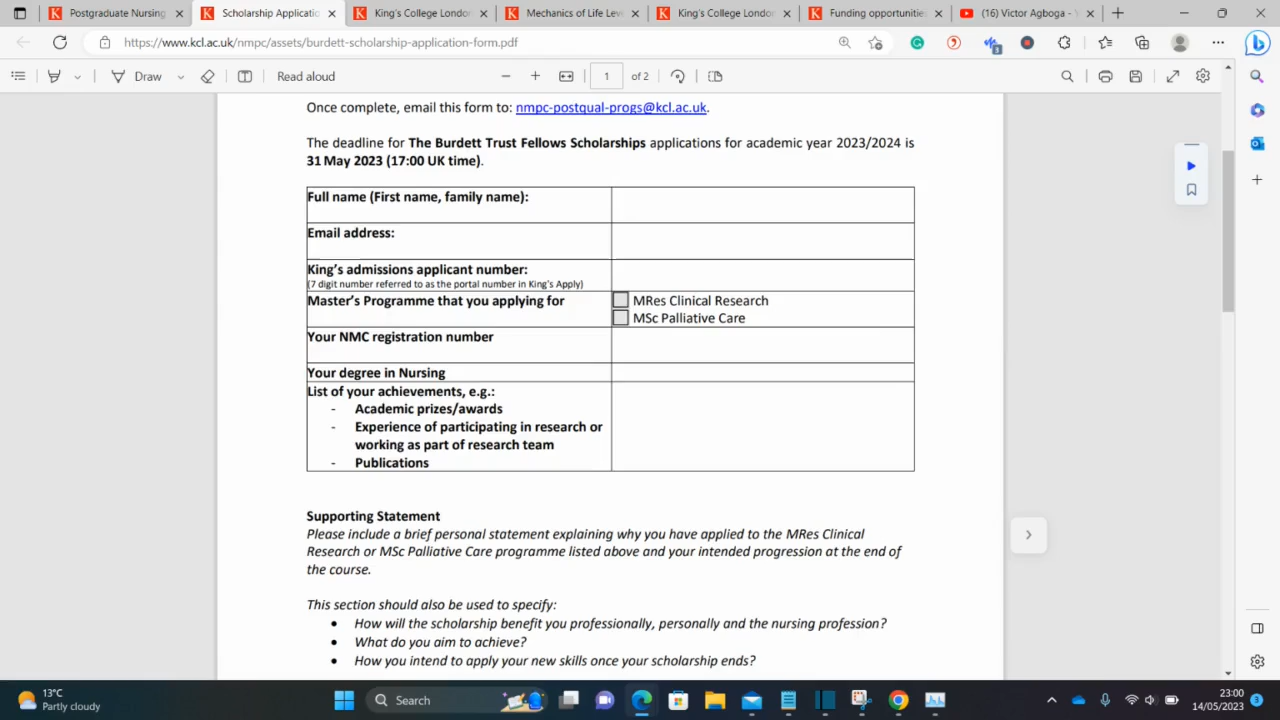 Postgraduate Nursing
Scholarship Applicatio
King's College London
Mechanics of Life Leve
King's College London
Funding opportunities
(16) Victor Agboga - Y
https://www.kcl.ac.uk/nmpc/assets/burdett-scholarship-application-form.pdf
Draw
Read aloud
1
of 2
Once complete, email this form to: nmpc-postqual-progs@kcl.ac.uk.
The deadline for The Burdett Trust Fellows Scholarships applications for academic year 2023/2024 is
31 May 2023 (17:00 UK time).
Full name (First name, family name):
Email address:
King's admissions applicant number:
(7 digit number referred to as the portal number in King's Apply)
Master's Programme that you applying for
MRes Clinical Research
MSc Palliative Care
Your NMC registration number
Your degree in Nursing
List of your achievements, e.g.:
- Academic prizes/awards
- Experience of participating in research or
working as part of research team
- Publications
Supporting Statement
Please include a brief personal statement explaining why you have applied to the MRes Clinical
Research or MSc Palliative Care programme listed above and your intended progression at the end of
the course.
This section should also be used to specify:
• How will the scholarship benefit you professionally, personally and the nursing profession?
• What do you aim to achieve?
• How you intend to apply your new skills once your scholarship ends?
13°C
Partly cloudy
Search
23:00
14/05/2023